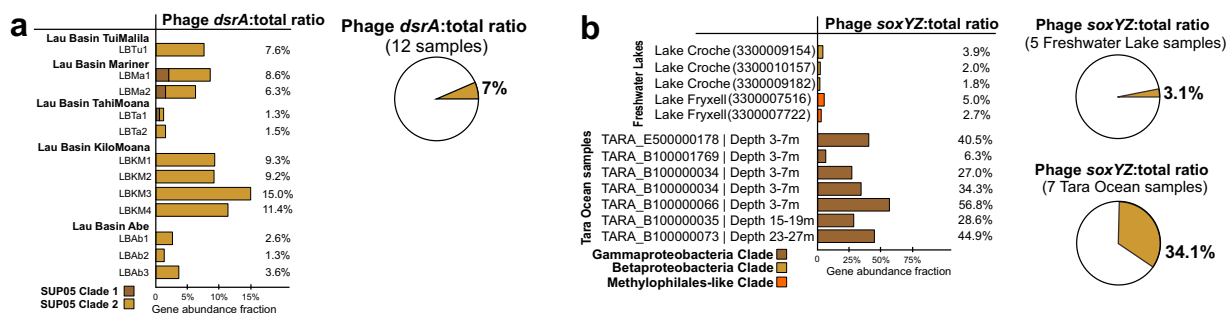 a
Phage dsrA:total ratio
Lau Basin TuiMalila
LBTu1 7.6%
Lau Basin Mariner
LBMa1 8.6%
LBMa2 6.3%
Lau Basin TahiMoana
LBTa1 1.3%
LBTa2 1.5%
Lau Basin KiloMoana
LBKM1 9.3%
LBKM2 9.2%
LBKM3 15.0%
LBKM4 11.4%
Lau Basin Abe
LBAb1 2.6%
LBAb2 1.3%
LBAb3 3.6%
SUP05 Clade 1
SUP05 Clade 2
0 5% 10% 15%
Gene abundance fraction
Phage dsrA:total ratio
(12 samples)
7%
b
Phage soxYZ:total ratio
Freshwater Lakes
Lake Croche (3300009154) 3.9%
Lake Croche (3300010157) 2.0%
Lake Croche (3300009182) 1.8%
Lake Fryxell (3300007516) 5.0%
Lake Fryxell (3300007722) 2.7%
Tara Ocean samples
TARA_E500000178 | Depth 3-7m 40.5%
TARA_B100001769 | Depth 3-7m 6.3%
TARA_B100000034 | Depth 3-7m 27.0%
TARA_B100000034 | Depth 3-7m 34.3%
TARA_B100000066 | Depth 3-7m 56.8%
TARA_B100000035 | Depth 15-19m 28.6%
TARA_B100000073 | Depth 23-27m 44.9%
Gammaproteobacteria Clade
Betaproteobacteria Clade
Methylophilales-like Clade
0 25% 50% 75%
Gene abundance fraction
Phage soxYZ:total ratio
(5 Freshwater Lake samples)
3.1%
Phage soxYZ:total ratio
(7 Tara Ocean samples)
34.1%